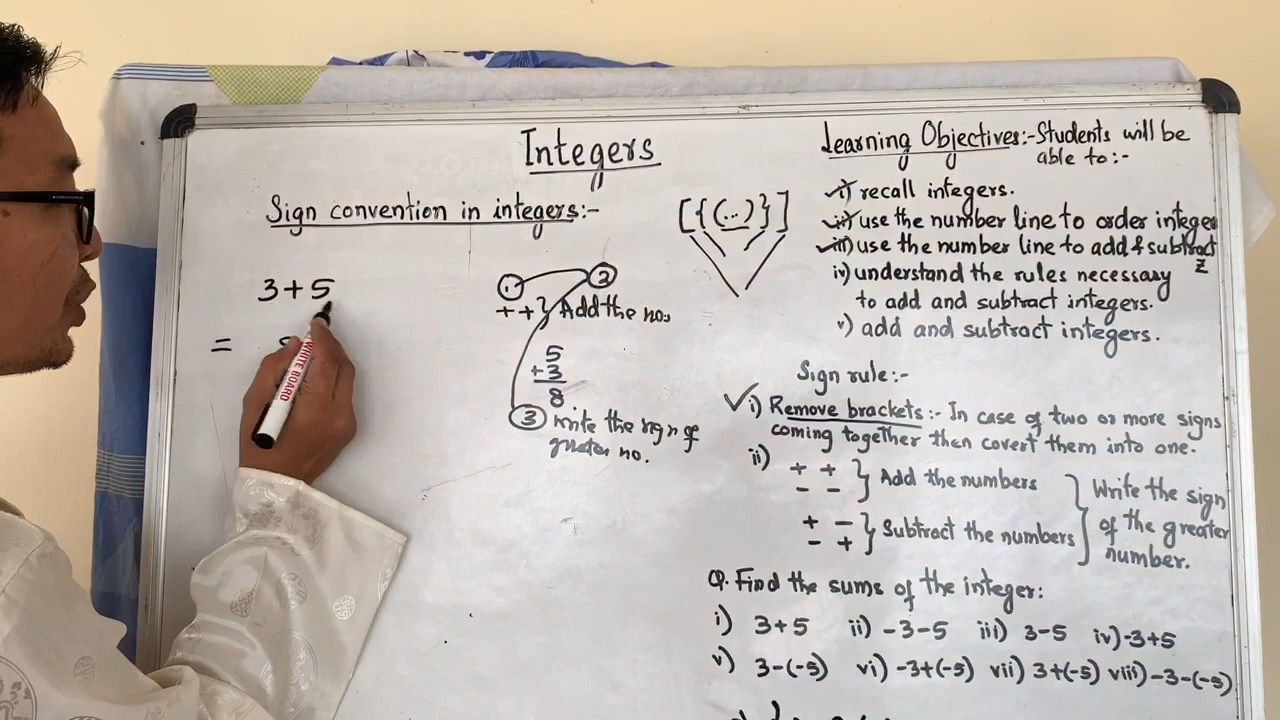 Integers
Sign convention in integers:-
3+5
=
[{(..)}]
1 2
++} Add the no.
5
+3
8
3 Write the sign of
greater no.
WHITE BOARD
Learning Objectives:- Students will be
able to:-
i) recall integers.
ii) use the number line to order integer
iii) use the number line to add & subtract
Z
iv) understand the rules necessary
to add and subtract integers.
v) add and subtract integers.
Sign rule:-
i) Remove brackets:- In case of two or more signs
coming together then covert them into one.
ii) + +
- - } Add the numbers
+ -
- + } Subtract the numbers
} Write the sign
of the greater
number.
Q. Find the sums of the integer:
i) 3+5 ii) -3-5 iii) 3-5 iv) -3+5
v) 3-(-5) vi) -3+(-5) vii) 3+(-5) viii) -3-(-5)